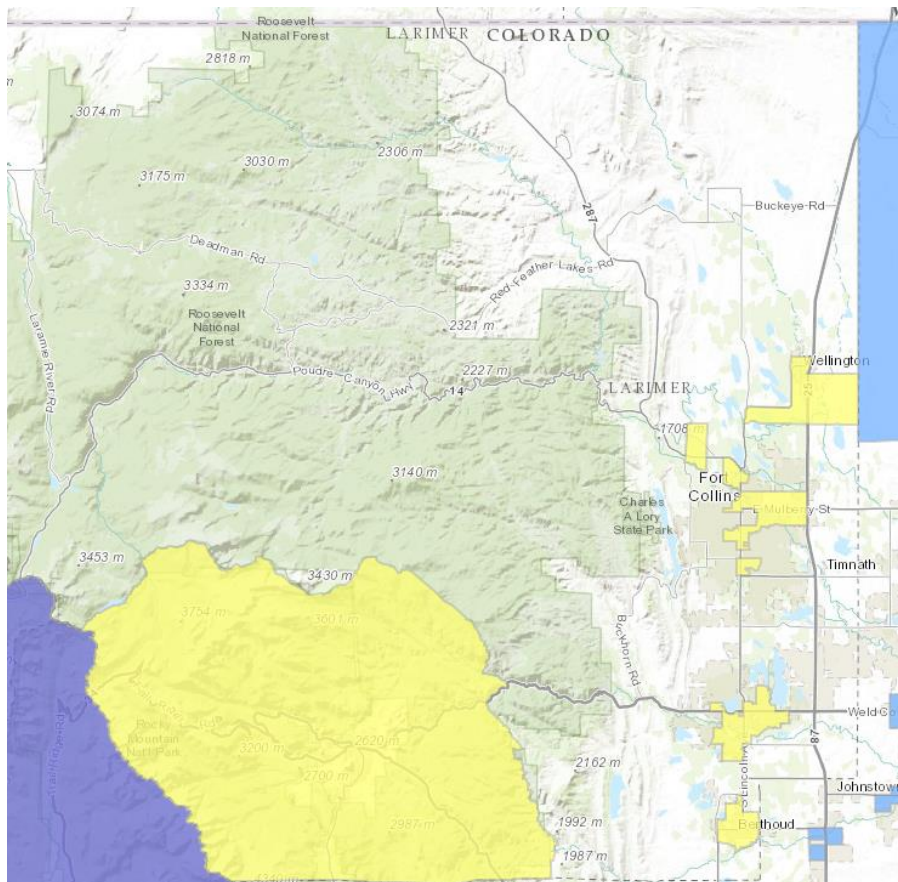 Roosevelt
National Forest
LARIMER
COLORADO
2818 m
3074 m
2306 m
3030 m
3175 m
287
Buckeye Rd
Deadman Rd
Red Feather Lakes Rd
3334 m
Roosevelt
National
Forest
2321 m
Laramie River Rd
Wellington
2227 m
Poudre Canyon Hwy
14
LARIMER
25
1708 m
3140 m
Fort
Collins
E Mulberry St
Charles
A Lory
State Park
3453 m
3430 m
Timnath
3754 m
3601 m
Buckhorn Rd
Rocky
Mountain
Nat'l Park
3200 m
2620 m
Weld Co
87
2700 m
2162 m
S Lincoln A
Johnstown
2987 m
1992 m
Berthoud
1987 m
4340 m